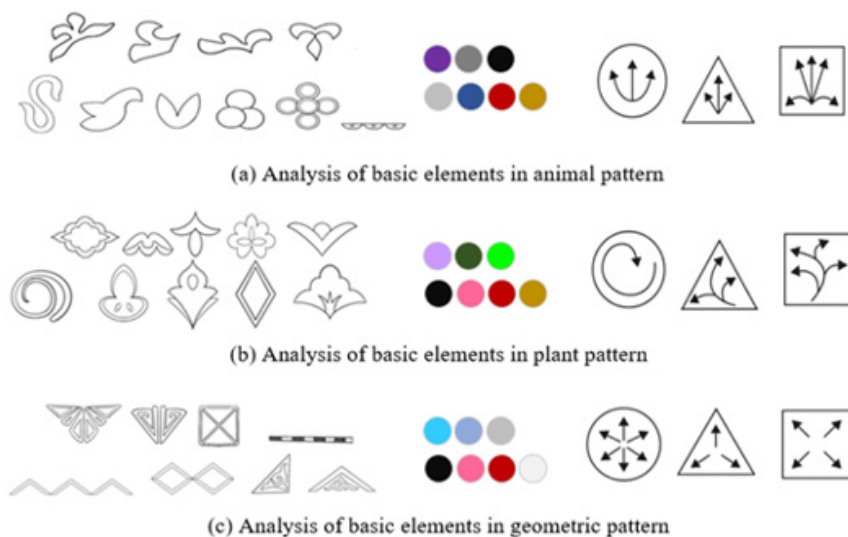 (a) Analysis of basic elements in animal pattern
(b) Analysis of basic elements in plant pattern
(c) Analysis of basic elements in geometric pattern